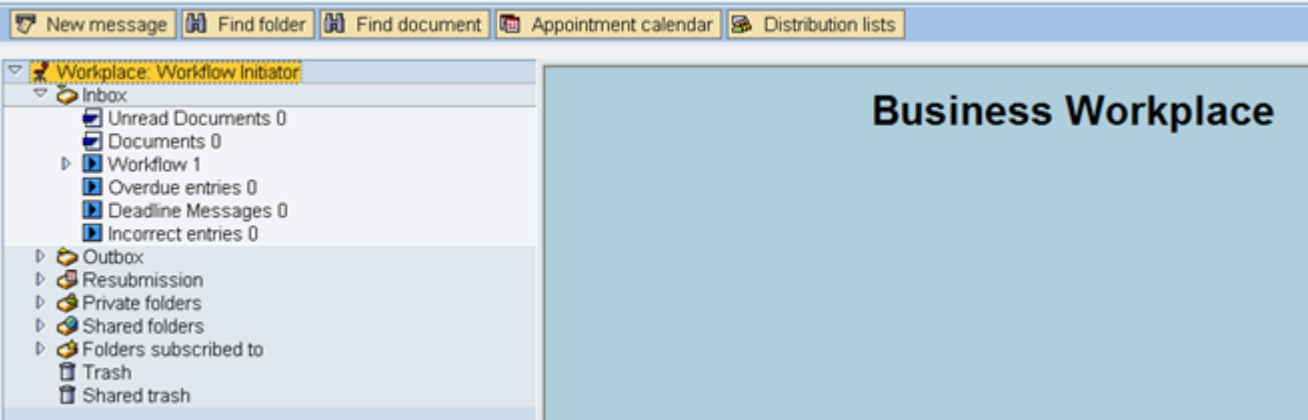 New message Find folder Find document Appointment calendar Distribution lists
Workplace: Workflow Initiator
Business Workplace
Inbox
Unread Documents 0
Documents 0
Workflow 1
Overdue entries 0
Deadline Messages 0
Incorrect entries 0
Outbox
Resubmission
Private folders
Shared folders
Folders subscribed to
Trash
Shared trash